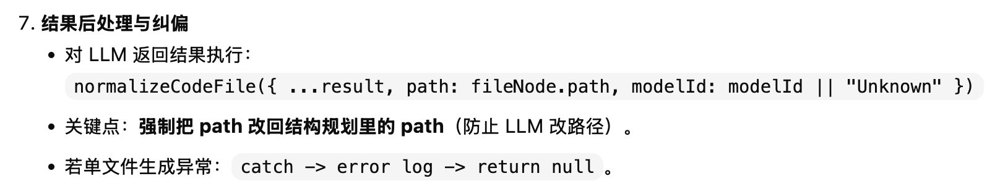 7. 结果后处理与纠偏
• 对 LLM 返回结果执行：
normalizeCodeFile({ ...result, path: fileNode.path, modelId: modelId || "Unknown" })
• 关键点：强制把 path 改回结构规划里的 path（防止 LLM 改路径）。
• 若单文件生成异常： catch -> error log -> return null 。